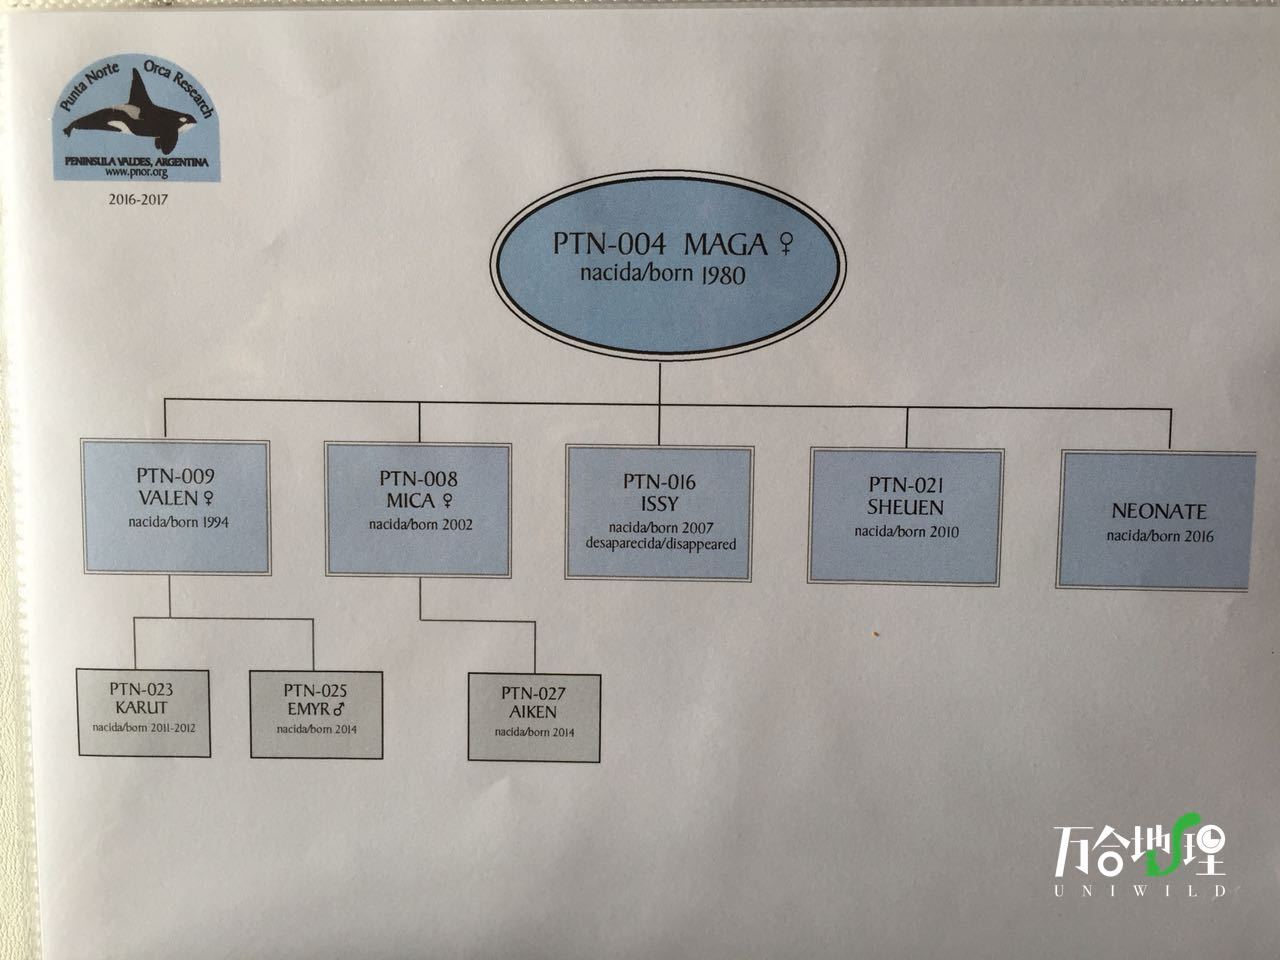 Punta Norte Orca Research
PENINSULA VALDES, ARGENTINA
www.pnor.org
2016-2017
PTN-004 MAGA ♀
nacida/born 1980
PTN-009
VALEN ♀
nacida/born 1994
PTN-008
MICA ♀
nacida/born 2002
PTN-016
ISSY
nacida/born 2007
desaparecida/disappeared
PTN-021
SHEUEN
nacida/born 2010
NEONATE
nacida/born 2016
PTN-023
KARUT
nacida/born 2011-2012
PTN-025
EMYR ♂
nacida/born 2014
PTN-027
AIKEN
nacida/born 2014
万合地理
UNIWILD